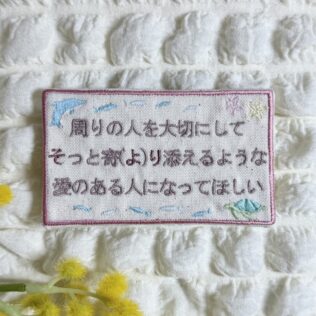 周りの人を大切にして
そっと寄(よ)り添えるような
愛のある人になってほしい